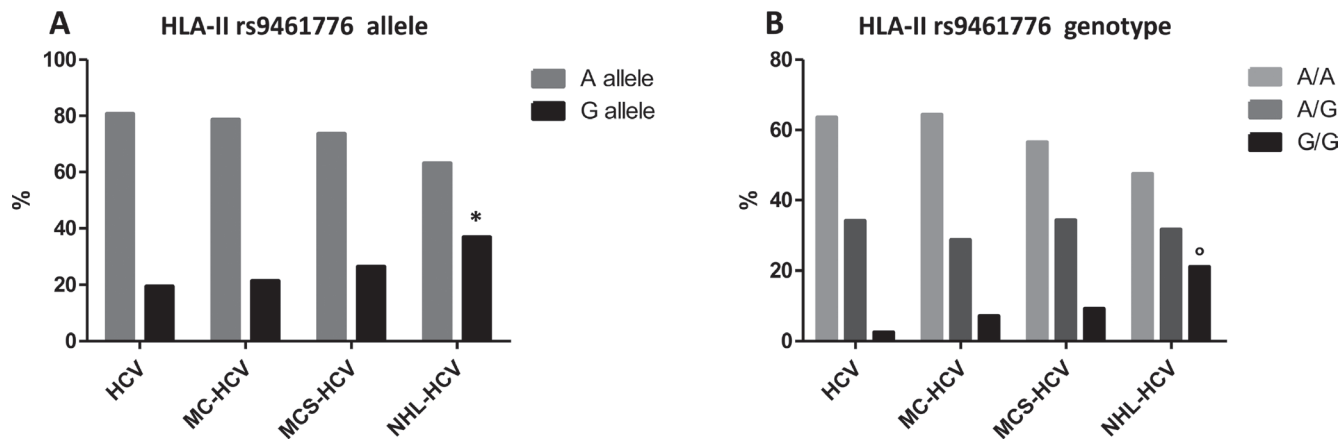 A
HLA-II rs9461776 allele
100
80
60
40
20
0
%
*
HCV
MC-HCV
MCS-HCV
NHL-HCV
A allele
G allele
B
HLA-II rs9461776 genotype
80
60
40
20
0
%
o
HCV
MC-HCV
MCS-HCV
NHL-HCV
A/A
A/G
G/G